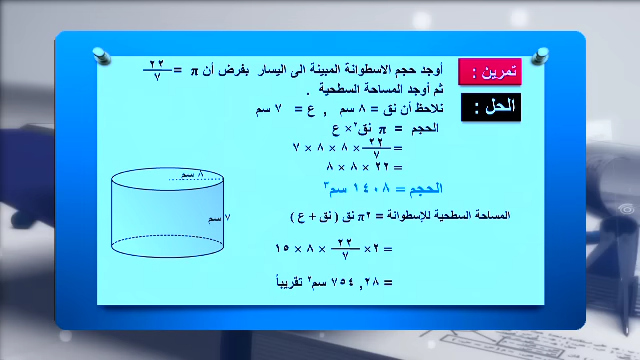 تمرين : أوجد حجم الاسطوانة المبينة الى اليسار بفرض أن π = ٢٢/٧
ثم أوجد المساحة السطحية .
الحل : نلاحظ أن نق = ٨ سم , ع = ٧ سم
الحجم = π نق٢ × ع
= ٢٢/٧ × ٨ × ٨ × ٧
= ٢٢ × ٨ × ٨
الحجم = ١٤٠٨ سم٣
٨ سم
٧ سم
المساحة السطحية للإسطوانة = ٢π نق ( نق + ع )
= ٢ × ٢٢/٧ × ٨ × ١٥
= ٢٨, ٧٥٤ سم٢ تقريباً